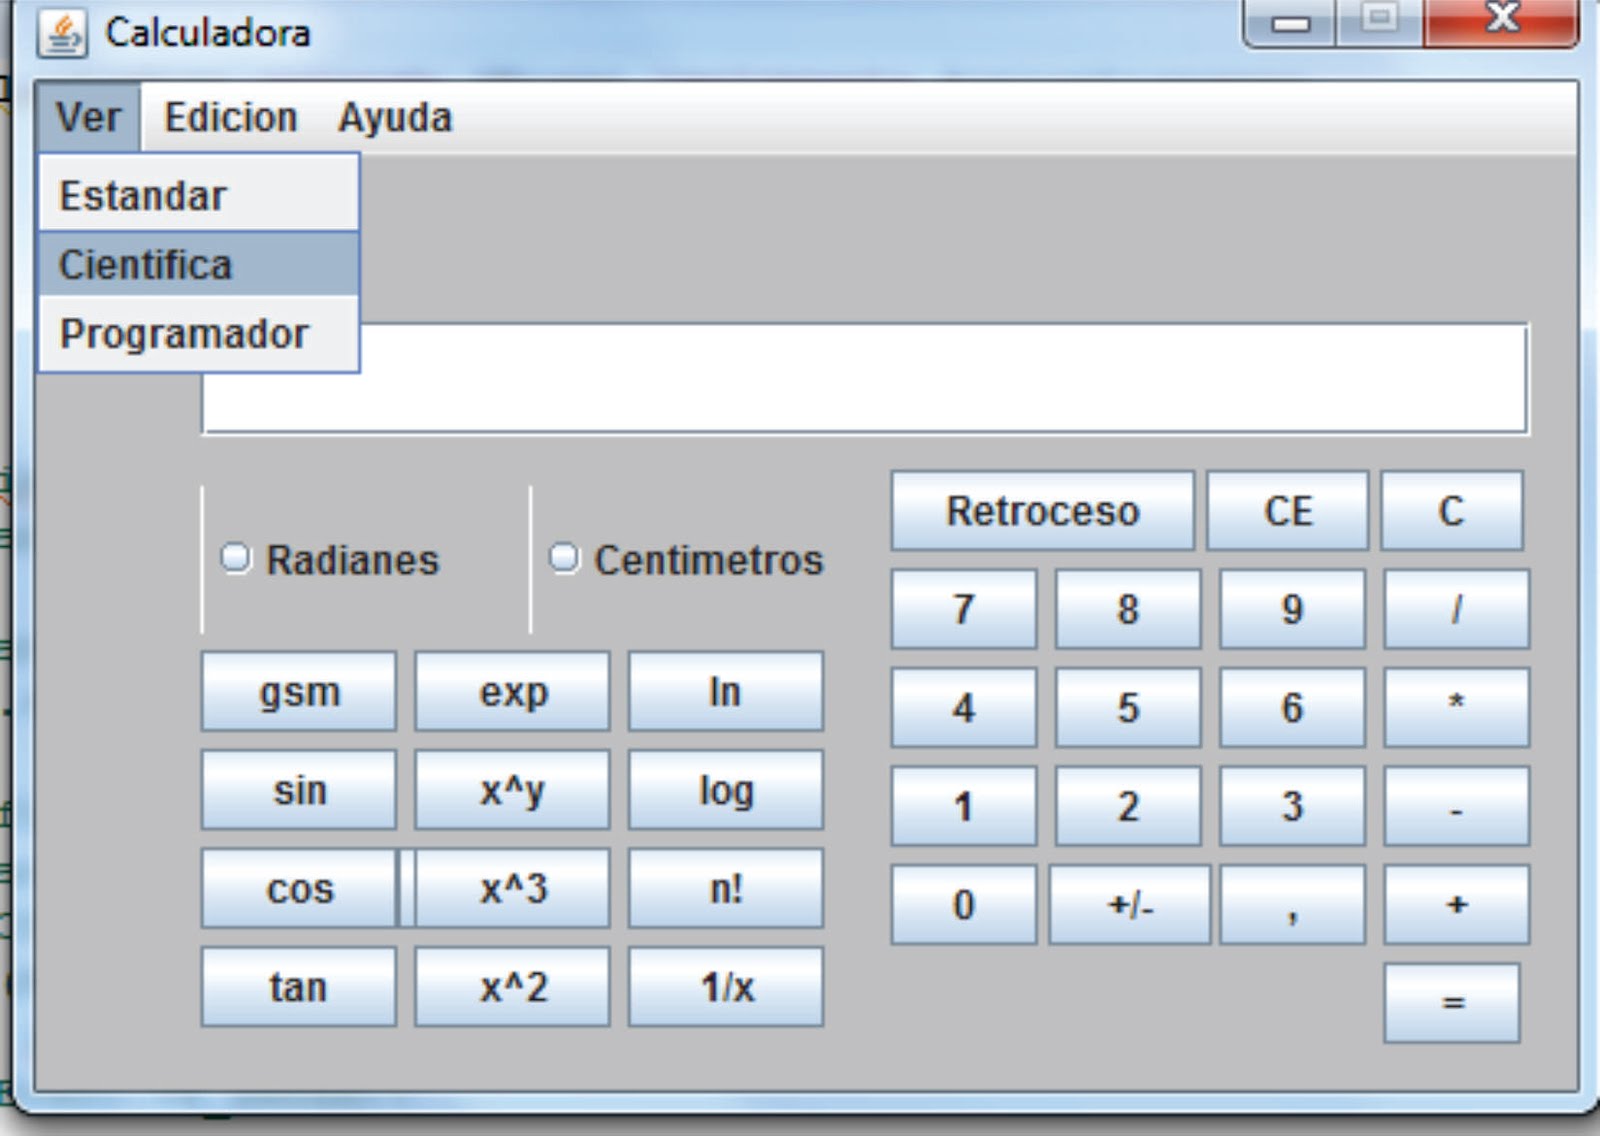 Calculadora
Ver Edicion Ayuda
Estandar
Cientifica
Programador
Radianes Centimetros
Retroceso CE C
7 8 9 /
gsm exp ln
4 5 6 *
sin x^y log
1 2 3 -
cos x^3 n!
0 +/- , +
tan x^2 1/x
=